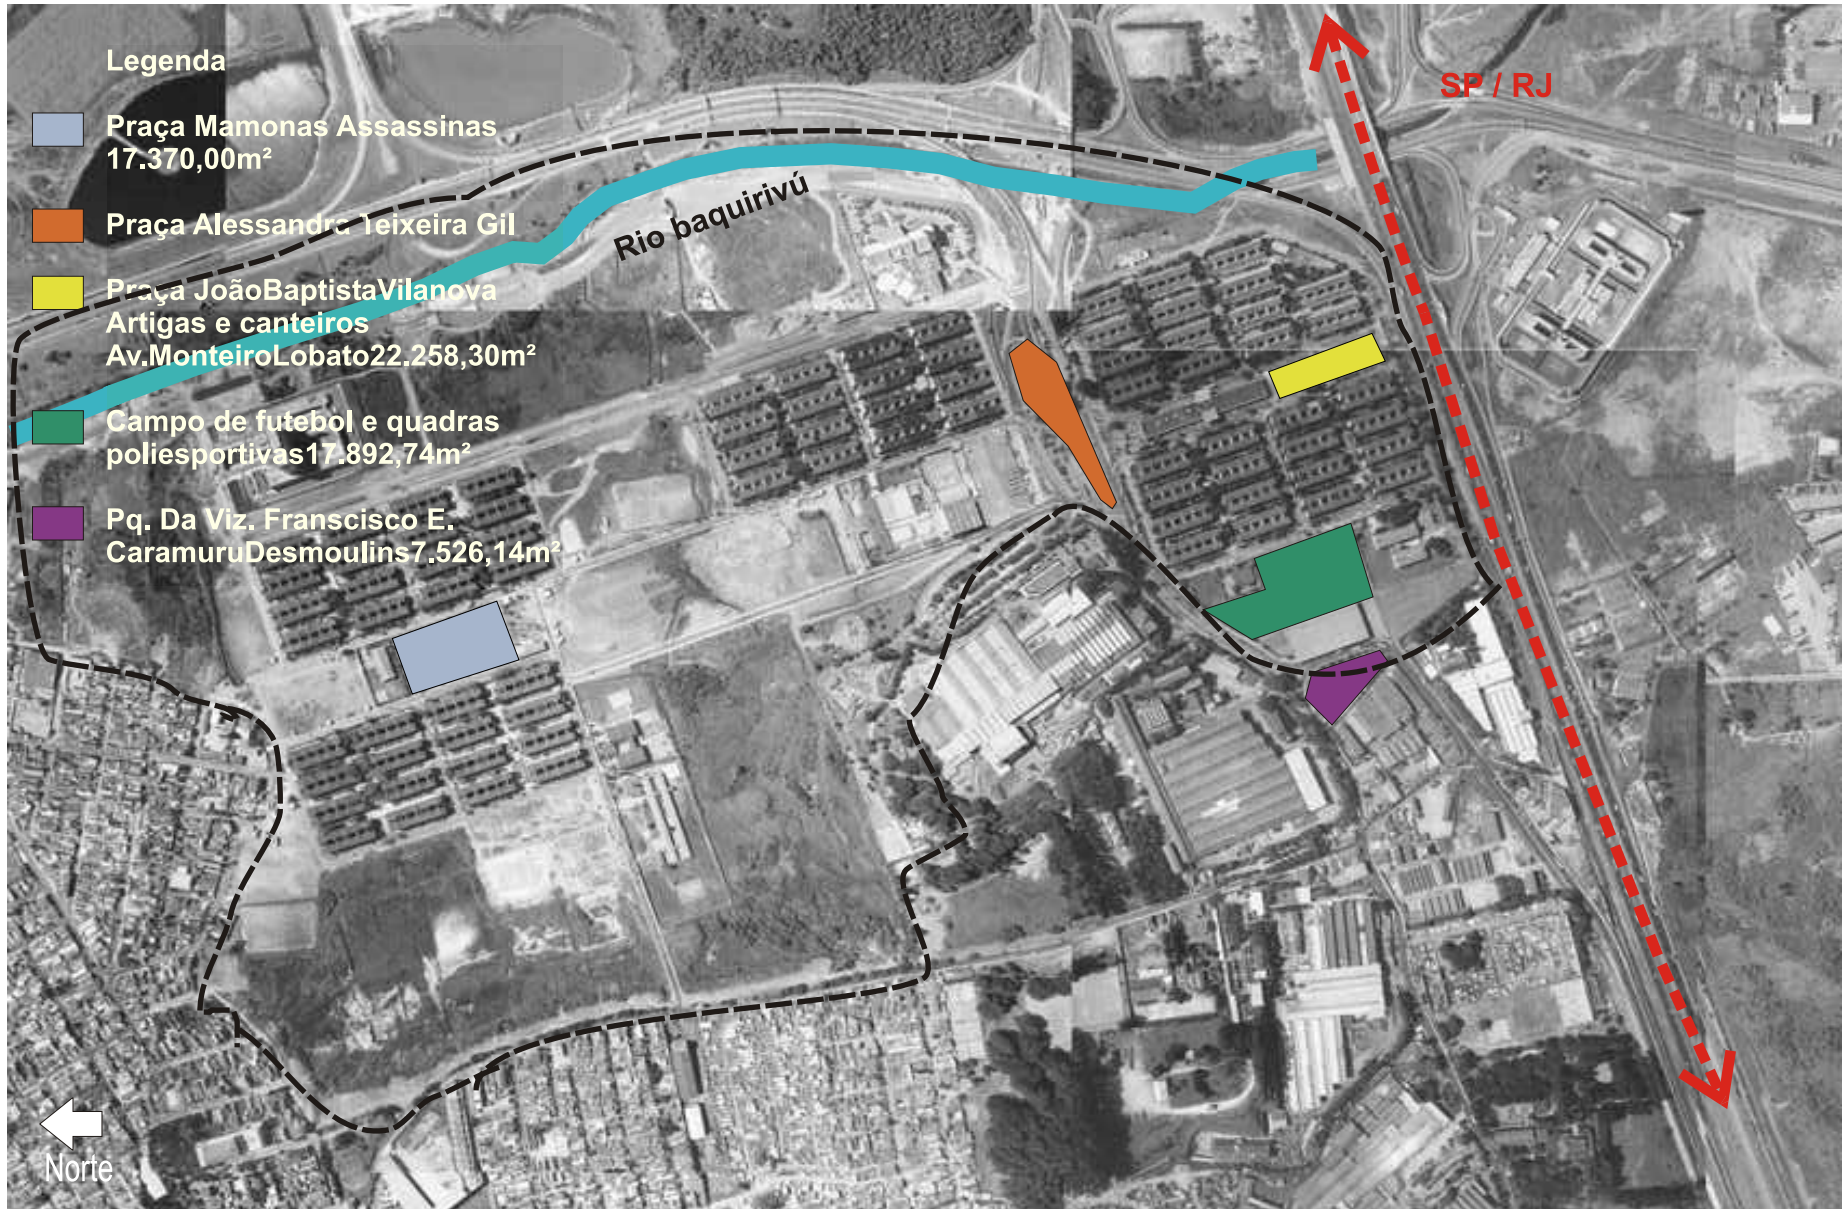 Legenda
Praça Mamonas Assassinas
17.370,00m²
Praça Alessandra Teixeira Gil
Praça JoãoBaptistaVilanova
Artigas e canteiros
Av.MonteiroLobato22.258,30m²
Campo de futebol e quadras
poliesportivas17.892,74m²
Pq. Da Viz. Franscisco E.
CaramuruDesmoulins7.526,14m²
Rio baquirivú
SP / RJ
Norte